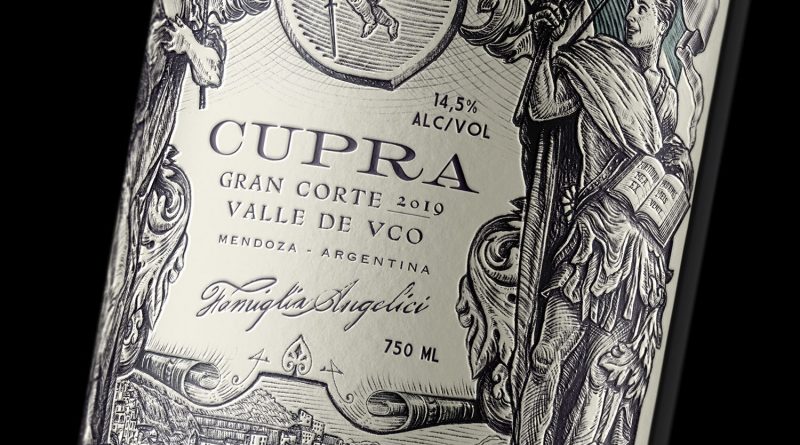 14,5%
ALC/VOL
CUPRA
GRAN CORTE 2019
VALLE DE VCO
MENDOZA - ARGENTINA
Famiglia Angelici
750 ML